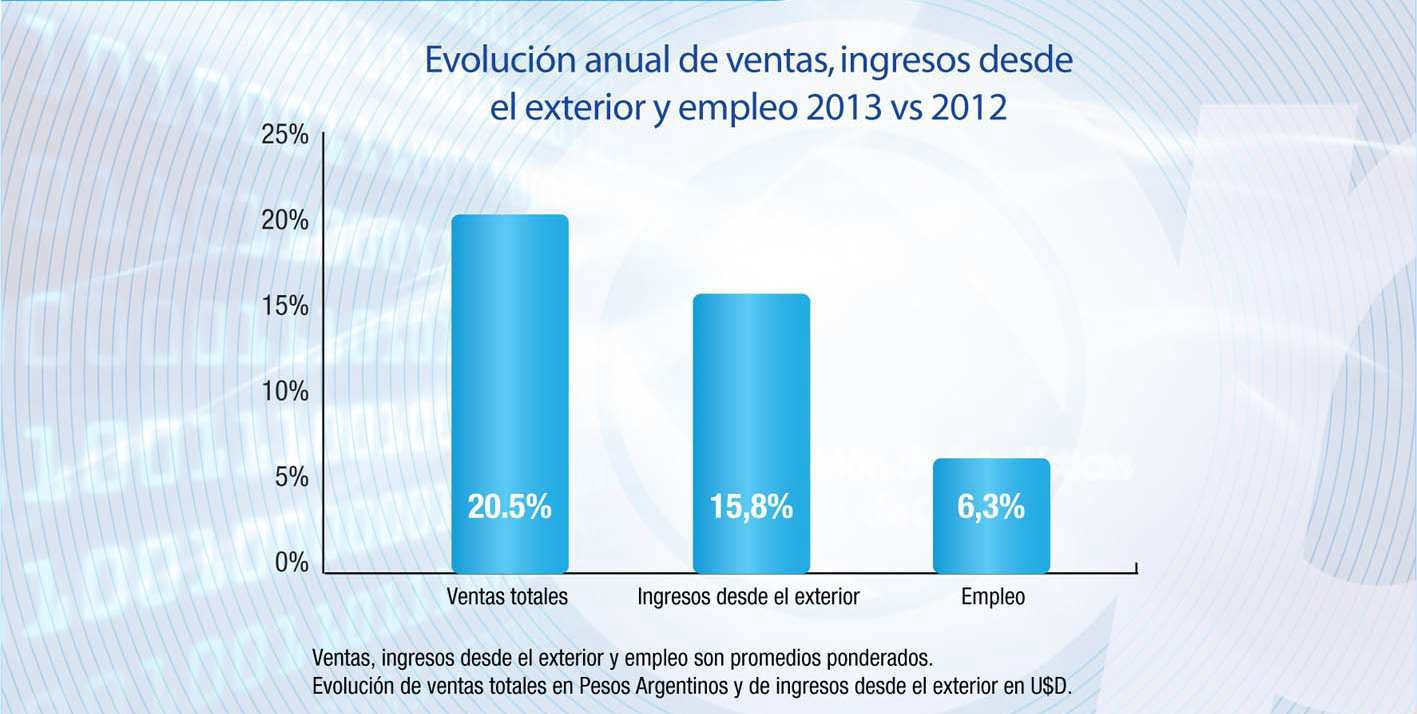 Evolución anual de ventas, ingresos desde
el exterior y empleo 2013 vs 2012
25%
20%
15%
10%
5%
0%
20.5%
15,8%
6,3%
Ventas totales
Ingresos desde el exterior
Empleo
Ventas, ingresos desde el exterior y empleo son promedios ponderados.
Evolución de ventas totales en Pesos Argentinos y de ingresos desde el exterior en U$D.